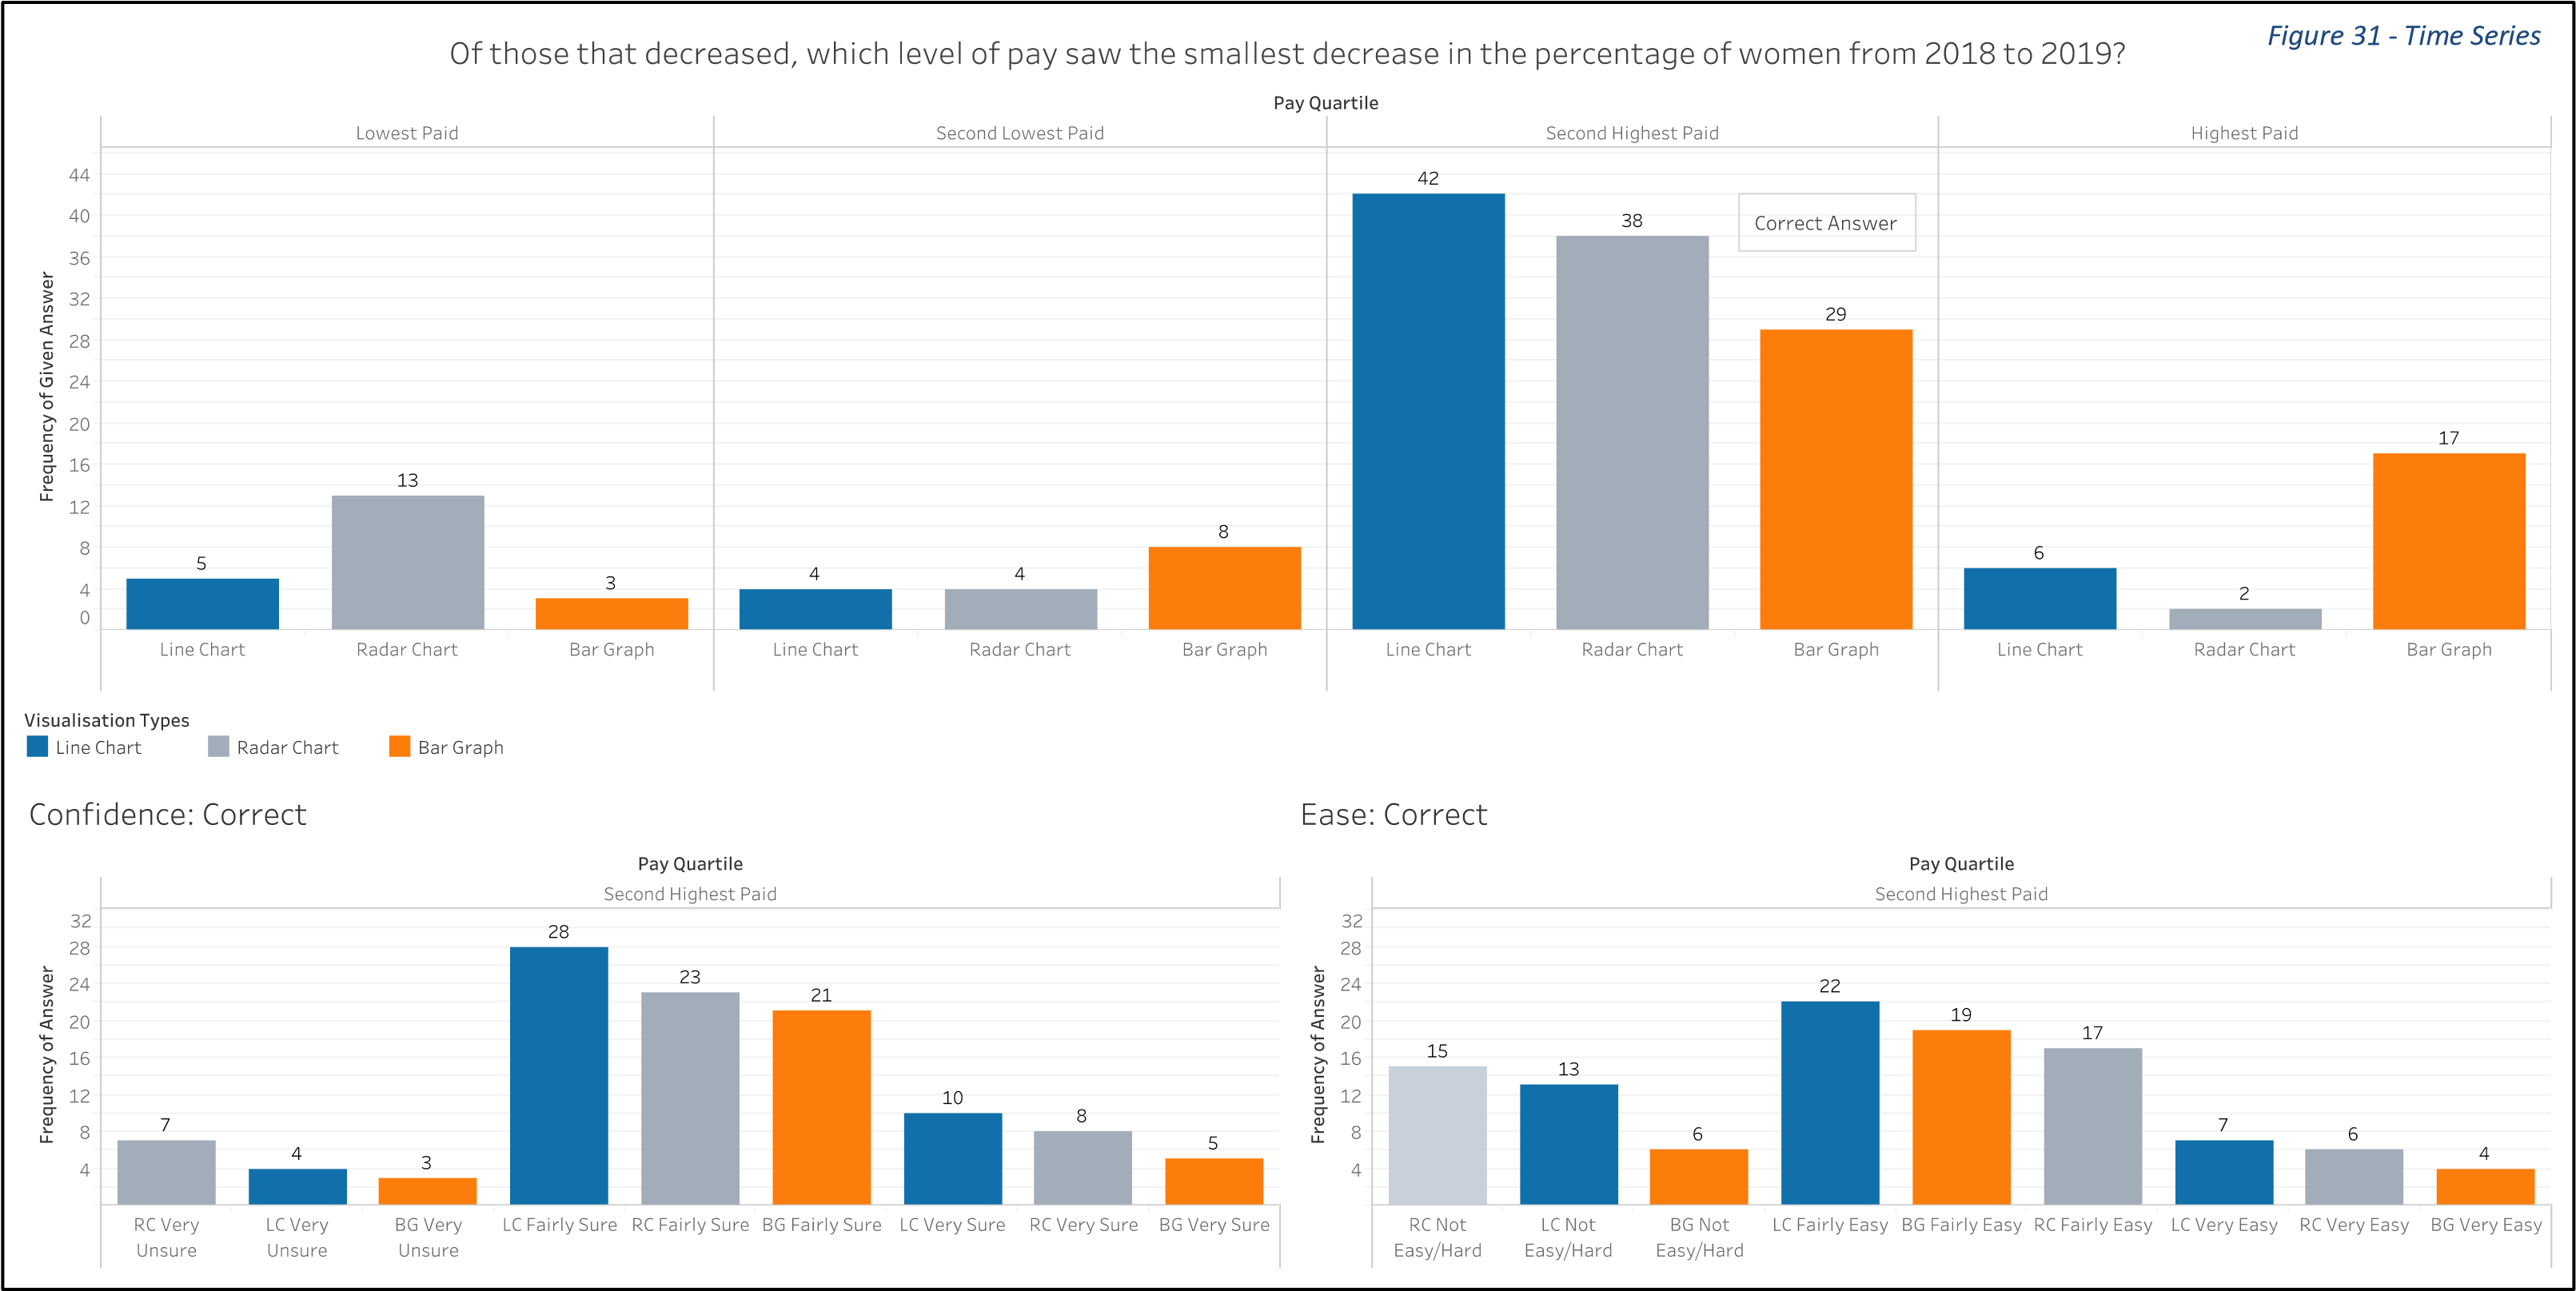 Figure 31 - Time Series
Of those that decreased, which level of pay saw the smallest decrease in the percentage of women from 2018 to 2019?
Pay Quartile
Lowest Paid Second Lowest Paid Second Highest Paid Highest Paid
Frequency of Given Answer
44
40
36
32
28
24
20
16
12
8
4
0
5 13 3 4 4 8 42 38 29 6 2 17
Correct Answer
Line Chart Radar Chart Bar Graph Line Chart Radar Chart Bar Graph Line Chart Radar Chart Bar Graph Line Chart Radar Chart Bar Graph
Visualisation Types
Line Chart Radar Chart Bar Graph
Confidence: Correct
Pay Quartile
Second Highest Paid
Frequency of Answer
32
28
24
20
16
12
8
4
7 4 3 28 23 21 10 8 5
RC Very Unsure LC Very Unsure BG Very Unsure LC Fairly Sure RC Fairly Sure BG Fairly Sure LC Very Sure RC Very Sure BG Very Sure
Ease: Correct
Pay Quartile
Second Highest Paid
Frequency of Answer
32
28
24
20
16
12
8
4
15 13 6 22 19 17 7 6 4
RC Not Easy/Hard LC Not Easy/Hard BG Not Easy/Hard LC Fairly Easy BG Fairly Easy RC Fairly Easy LC Very Easy RC Very Easy BG Very Easy